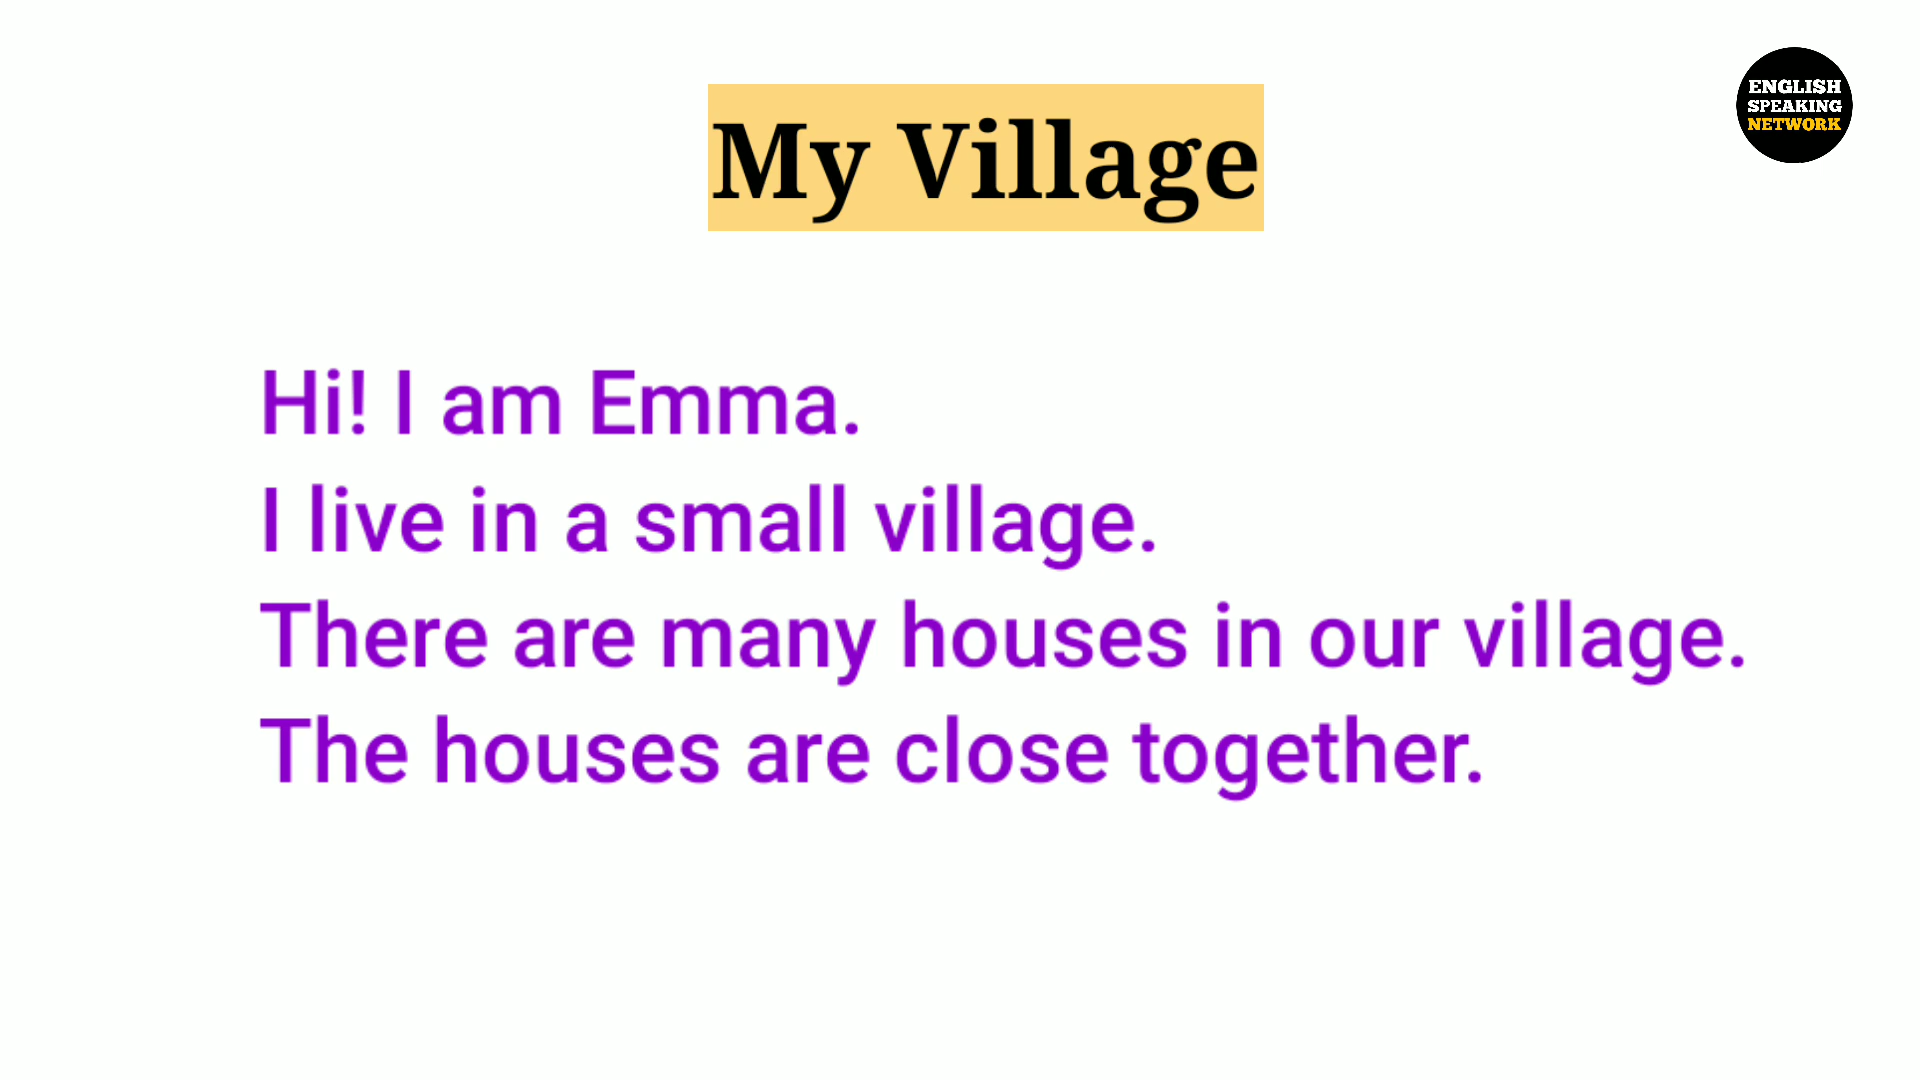 My Village
ENGLISH
SPEAKING
NETWORK
Hi! I am Emma.
I live in a small village.
There are many houses in our village.
The houses are close together.